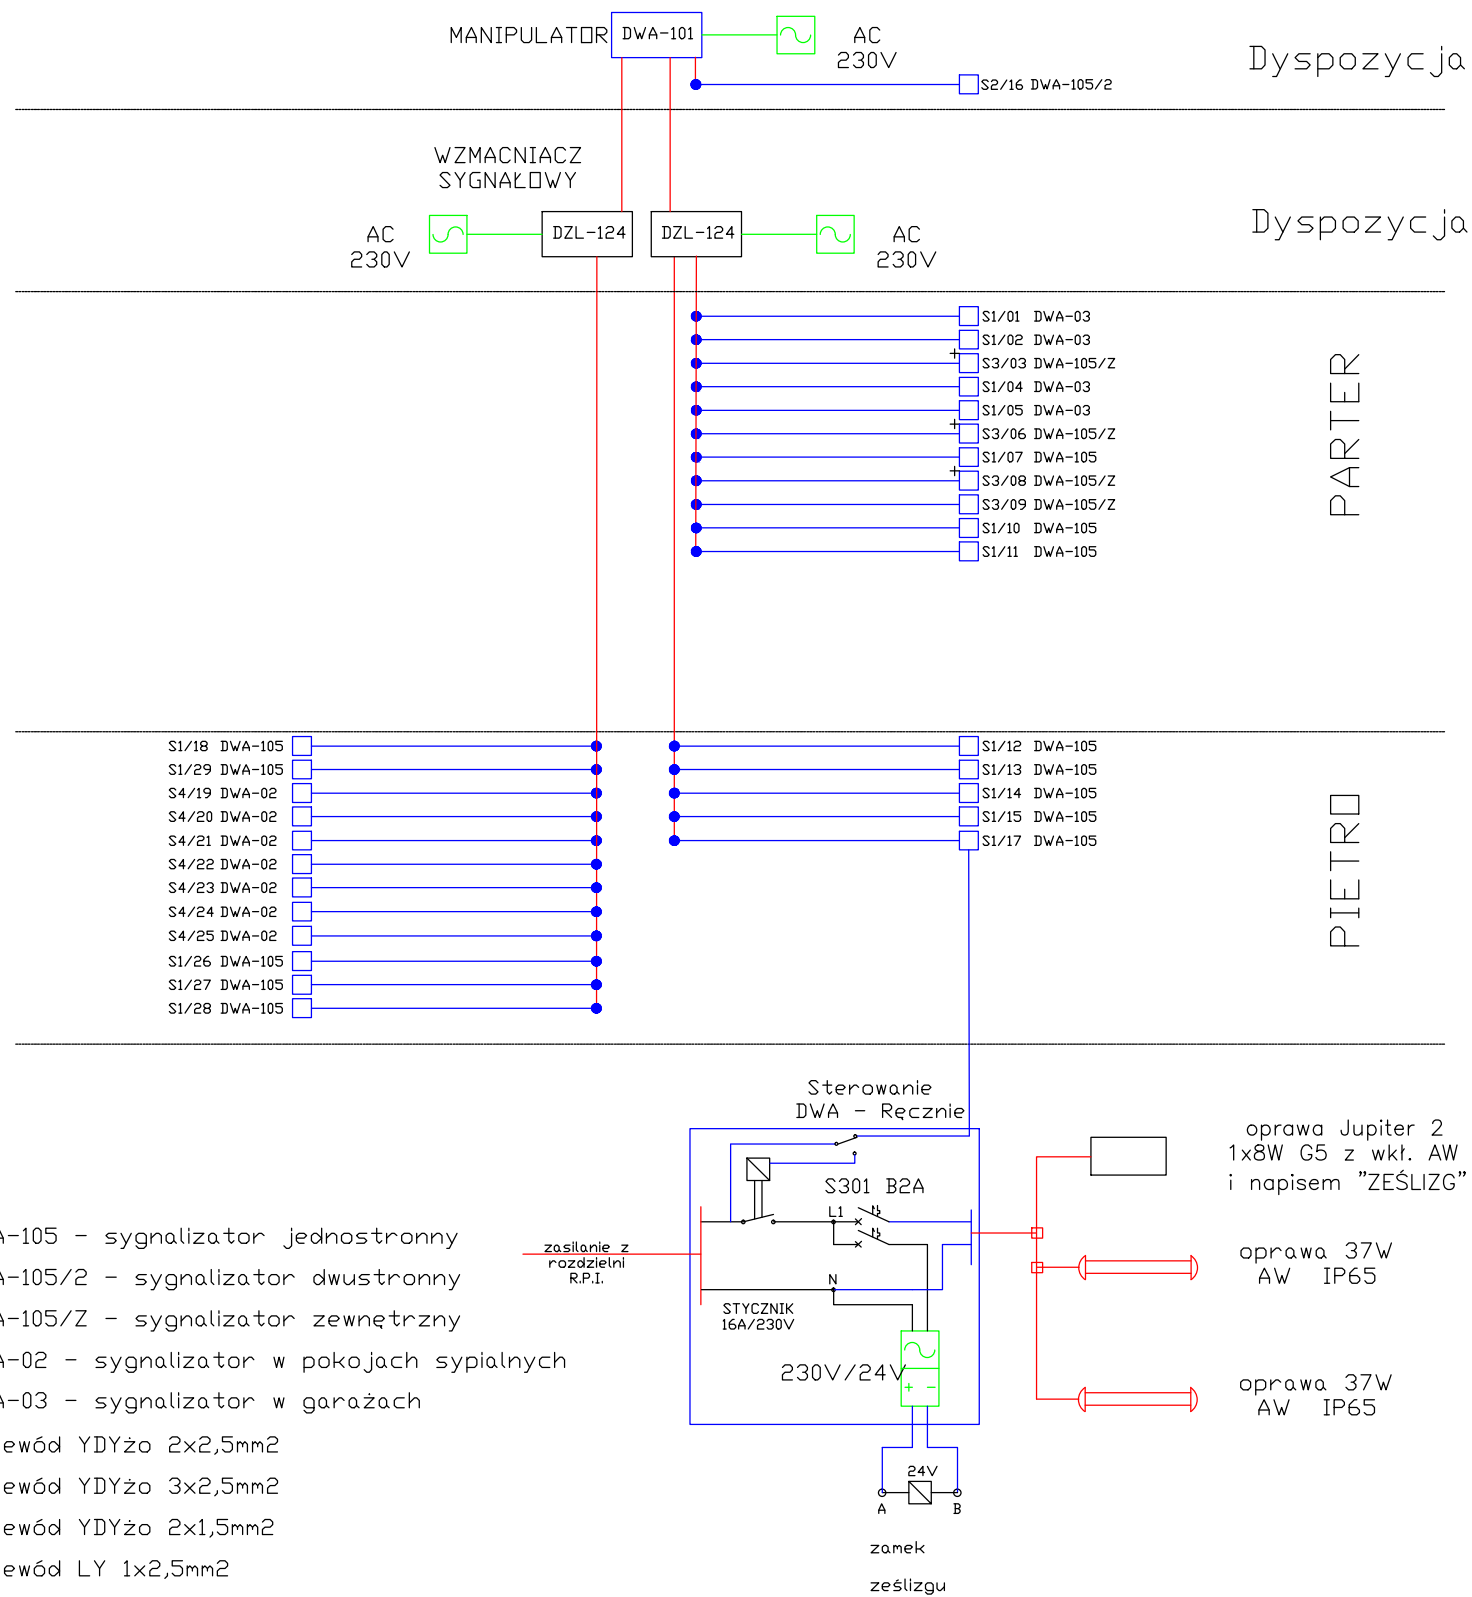 MANIPULATOR
DWA-101
AC
230V
Dyspozycja
S2/16 DWA-105/2
WZMACNIACZ
SYGNAŁOWY
AC
230V
DZL-124
DZL-124
AC
230V
Dyspozycja
S1/01 DWA-03
S1/02 DWA-03
S3/03 DWA-105/Z
S1/04 DWA-03
S1/05 DWA-03
S3/06 DWA-105/Z
S1/07 DWA-105
S3/08 DWA-105/Z
S3/09 DWA-105/Z
S1/10 DWA-105
S1/11 DWA-105
PARTER
S1/18 DWA-105
S1/29 DWA-105
S4/19 DWA-02
S4/20 DWA-02
S4/21 DWA-02
S4/22 DWA-02
S4/23 DWA-02
S4/24 DWA-02
S4/25 DWA-02
S1/26 DWA-105
S1/27 DWA-105
S1/28 DWA-105
S1/12 DWA-105
S1/13 DWA-105
S1/14 DWA-105
S1/15 DWA-105
S1/17 DWA-105
PIETRO
Sterowanie
DWA - Ręcznie
S301 B2A
L1
N
STYCZNIK
16A/230V
230V/24V
+ -
24V
A B
zamek
ześlizgu
zasilanie z
rozdzielni
R.P.I.
oprawa Jupiter 2
1x8W G5 z wkł. AW
i napisem "ZEŚLIZG"
oprawa 37W
AW IP65
oprawa 37W
AW IP65
A-105 - sygnalizator jednostronny
A-105/2 - sygnalizator dwustronny
A-105/Z - sygnalizator zewnętrzny
A-02 - sygnalizator w pokojach sypialnych
A-03 - sygnalizator w garażach
ewód YDYżo 2x2,5mm2
ewód YDYżo 3x2,5mm2
ewód YDYżo 2x1,5mm2
ewód LY 1x2,5mm2